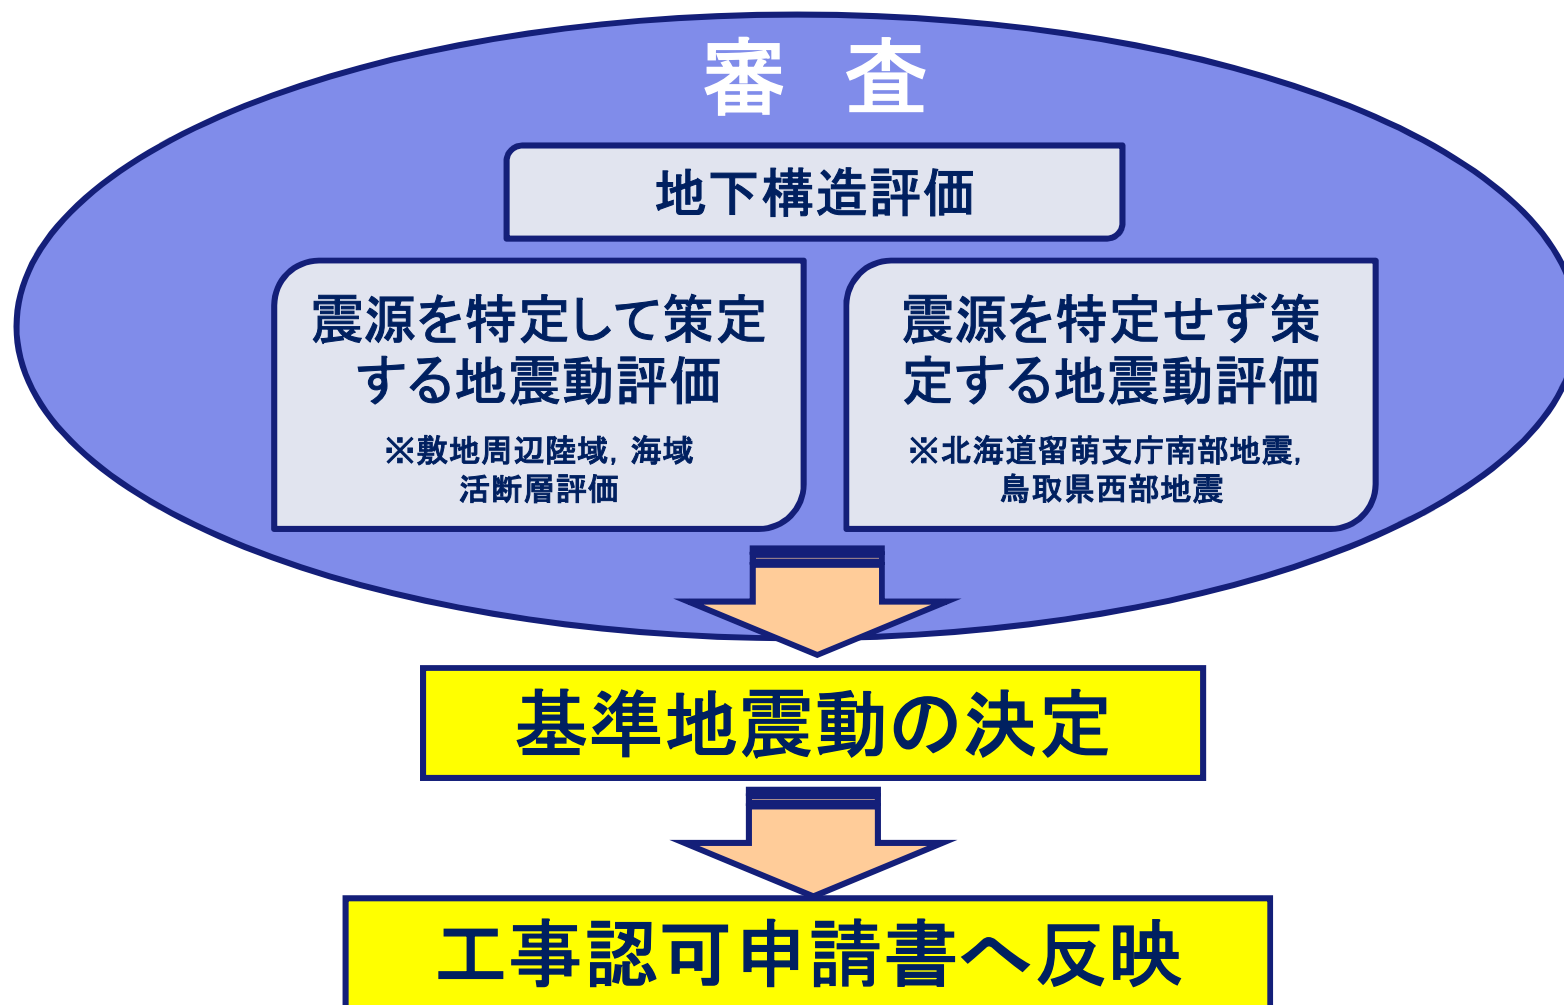 審　査
地下構造評価
震源を特定して策定
する地震動評価
※敷地周辺陸域，海域
活断層評価
震源を特定せず策
定する地震動評価
※北海道留萌支庁南部地震，
鳥取県西部地震
基準地震動の決定
工事認可申請書へ反映